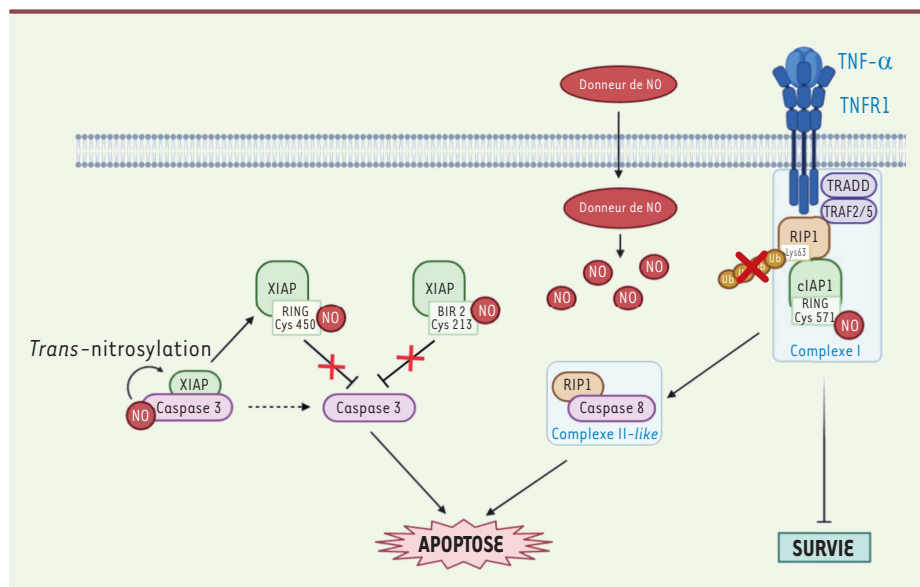 TNF-α
TNFR1
Donneur de NO
Donneur de NO
NO
NO
NO
NO
TRADD
TRAF2/5
RIP1
Lys63
Ub
Ub
cIAP1
RING
Cys 571
NO
Complexe I
XIAP
RING
Cys 450
NO
XIAP
BIR 2
Cys 213
NO
Trans-nitrosylation
XIAP
NO
Caspase 3
Caspase 3
RIP1
Caspase 8
Complexe II-like
APOPTOSE
SURVIE